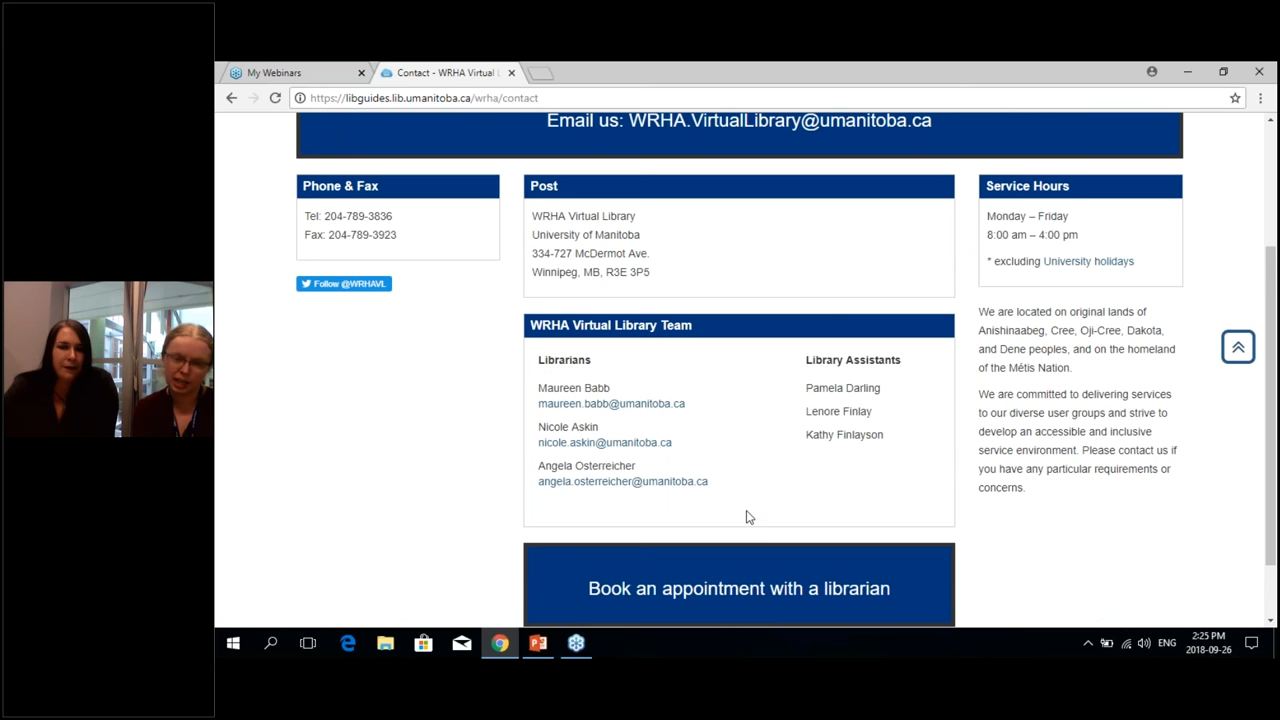 My Webinars
Contact - WRHA Virtual L
https://libguides.lib.umanitoba.ca/wrha/contact
Email us: WRHA.VirtualLibrary@umanitoba.ca
Phone & Fax
Tel: 204-789-3836
Fax: 204-789-3923
Follow @WRHAVL
Post
WRHA Virtual Library
University of Manitoba
334-727 McDermot Ave.
Winnipeg, MB, R3E 3P5
WRHA Virtual Library Team
Librarians
Maureen Babb
maureen.babb@umanitoba.ca
Nicole Askin
nicole.askin@umanitoba.ca
Angela Osterreicher
angela.osterreicher@umanitoba.ca
Library Assistants
Pamela Darling
Lenore Finlay
Kathy Finlayson
Book an appointment with a librarian
Service Hours
Monday – Friday
8:00 am – 4:00 pm
* excluding University holidays
We are located on original lands of
Anishinaabeg, Cree, Oji-Cree, Dakota,
and Dene peoples, and on the homeland
of the Métis Nation.
We are committed to delivering services
to our diverse user groups and strive to
develop an accessible and inclusive
service environment. Please contact us if
you have any particular requirements or
concerns.
ENG
2:25 PM
2018-09-26